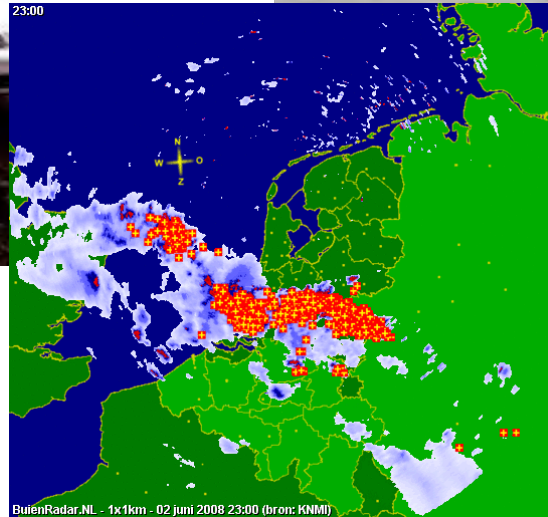 23:00
N
W O
Z
BuienRadar.NL - 1x1km - 02 juni 2008 23:00 (bron: KNMI)